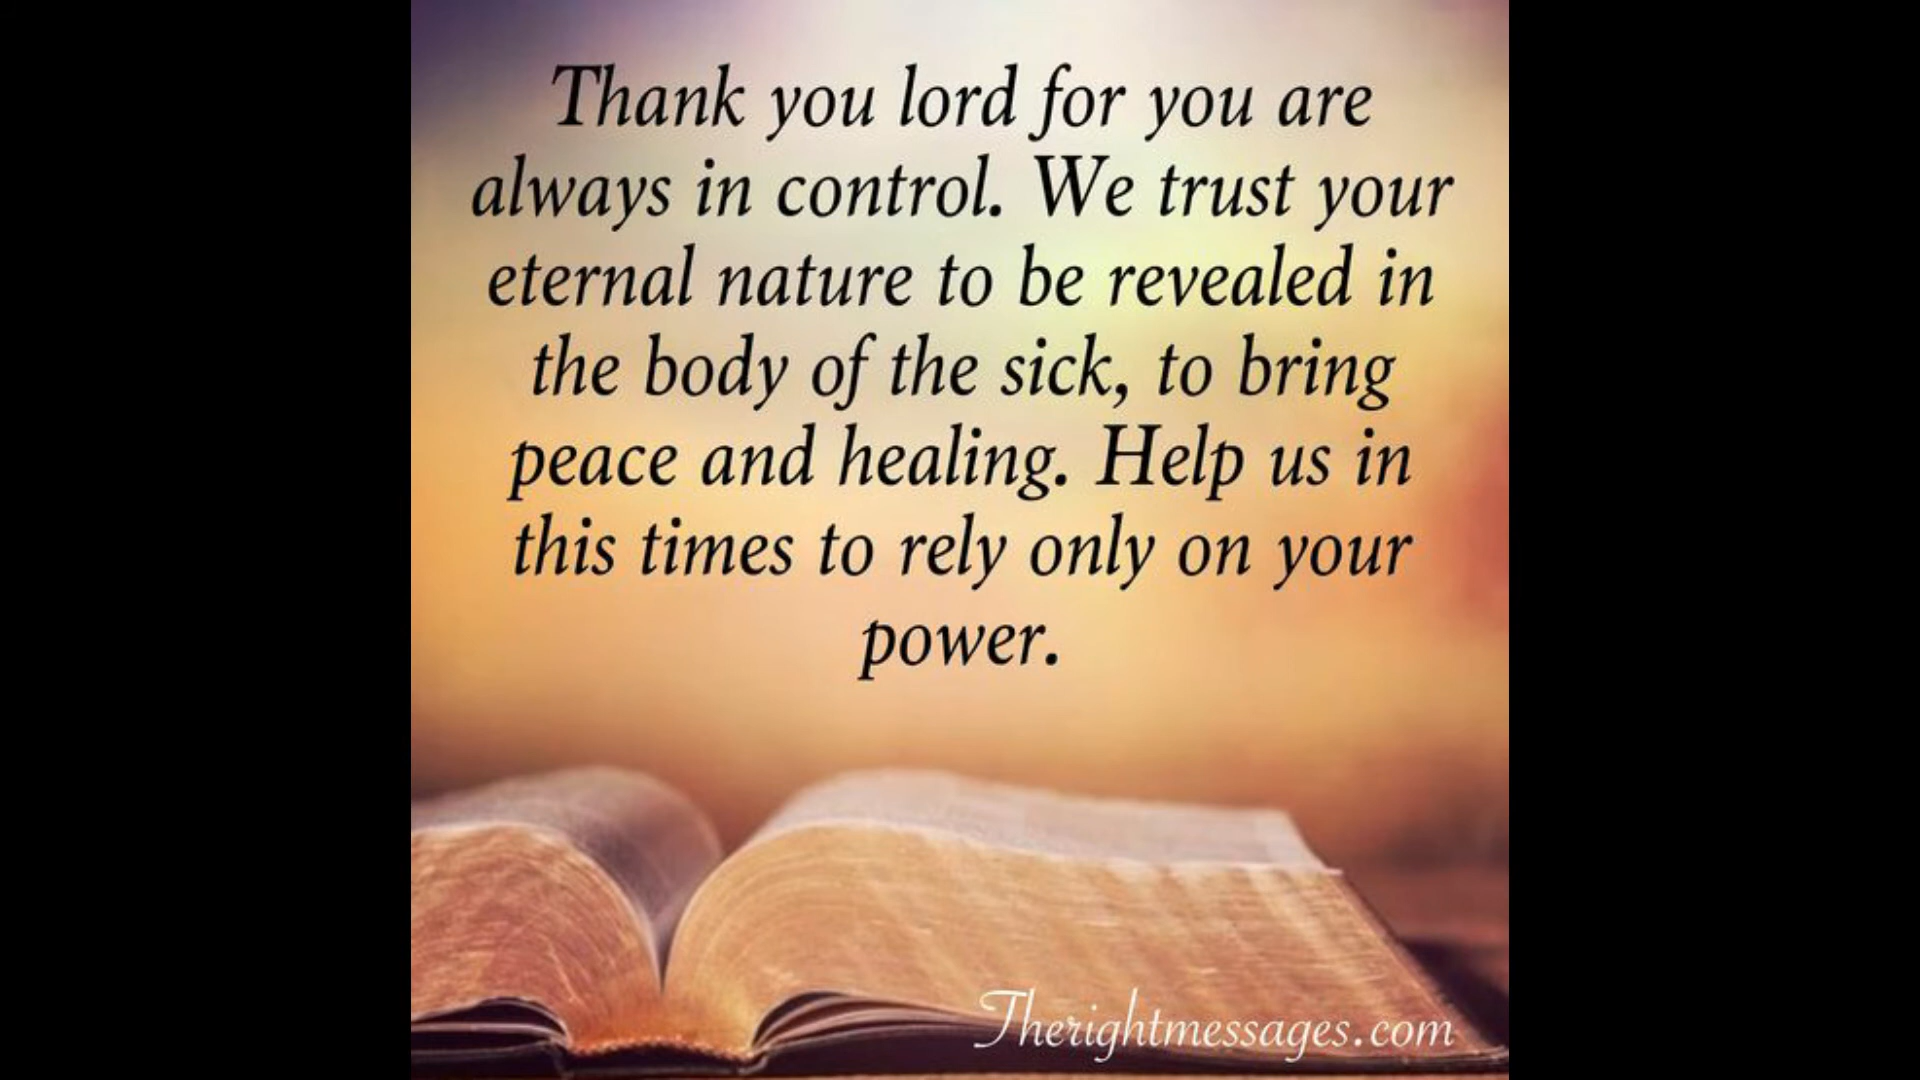 Thank you lord for you are
always in control. We trust your
eternal nature to be revealed in
the body of the sick, to bring
peace and healing. Help us in
this times to rely only on your
power.
Therightmessages.com